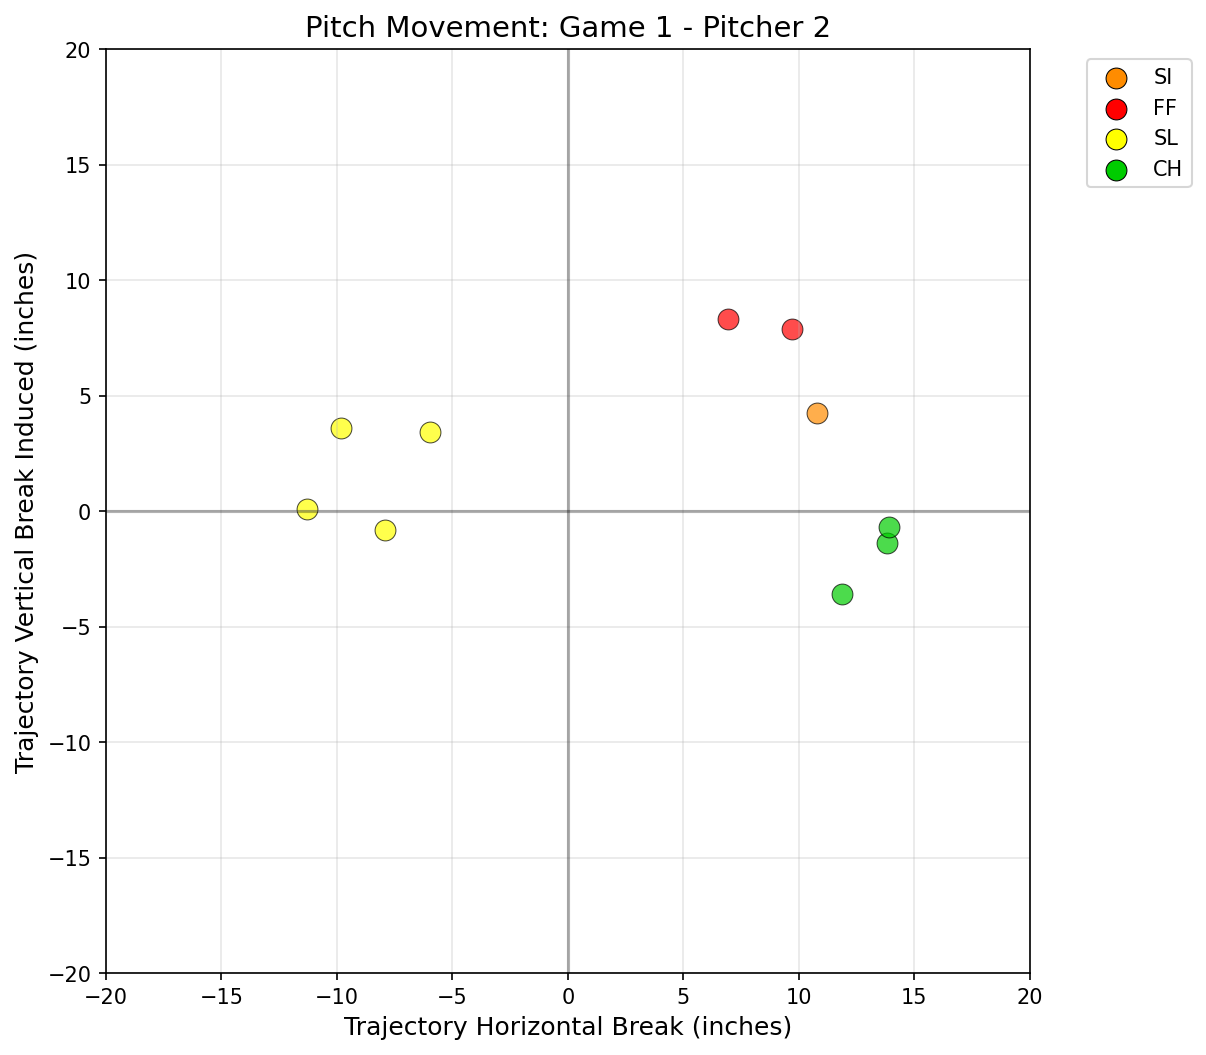 Pitch Movement: Game 1 - Pitcher 2
SI
FF
SL
CH
Trajectory Vertical Break Induced (inches)
20
15
10
5
0
−5
−10
−15
−20
−20 −15 −10 −5 0 5 10 15 20
Trajectory Horizontal Break (inches)